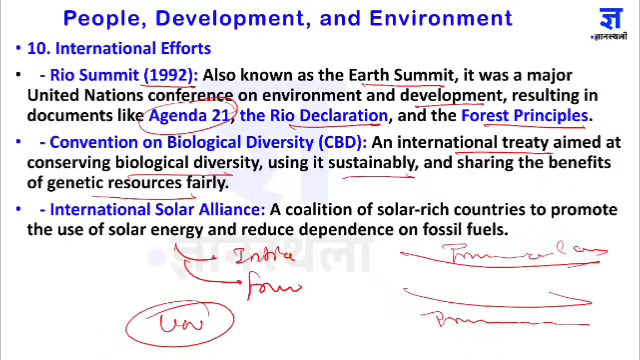 People, Development, and Environment
ज्ञ
ज्ञानस्थली
• 10. International Efforts
• - Rio Summit (1992): Also known as the Earth Summit, it was a major
United Nations conference on environment and development, resulting in
documents like Agenda 21, the Rio Declaration, and the Forest Principles.
• - Convention on Biological Diversity (CBD): An international treaty aimed at
conserving biological diversity, using it sustainably, and sharing the benefits
of genetic resources fairly.
• - International Solar Alliance: A coalition of solar-rich countries to promote
the use of solar energy and reduce dependence on fossil fuels.
ज्ञानस्थली
India